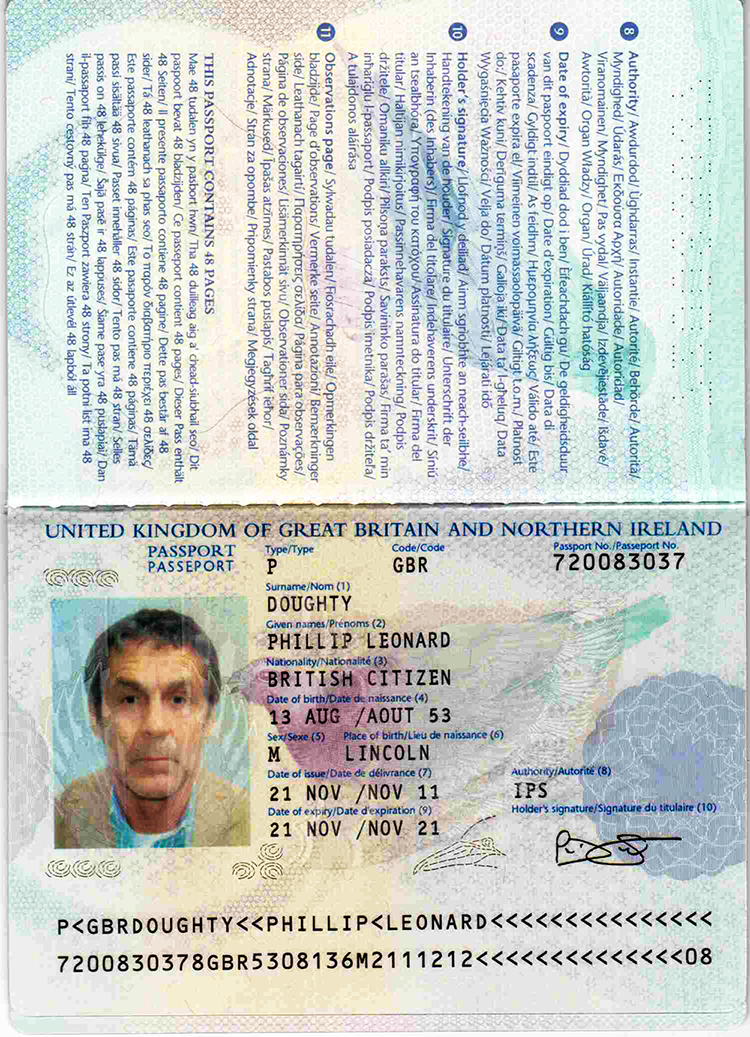 8 Authority/ Awdurdod/ Ùghdarras/ Instantie/ Autorité/ Behörde/ Autorità/
Myndighed/ Údarás/ Εκδουσα Αρχή/ Autoridade/ Autoridad/
Viranomainen/ Myndighet/ Pas vydal/ Väljaandja/ Izdevējiestāde/ Išdavė/
Awtorità/ Organ Władzy/ Organ/ Úrad/ Kiállító hatóság
9 Date of expiry/ Dyddiad dod i ben/ De geldigheidsduur
van dit paspoort eindigt op/ Date d'expiration/ Gültig bis/ Data di
scadenza/ Gyldigt indtil/ As feidhm/ Ημερομηνία λήξεως/ Válido até/ Este
pasaporte expira el/ Viimeinen voimassaolopäivä/ Giltigt t.o.m./ Platnost
do/ Kehtiv kuni/ Derīguma termiņš/ Galioja iki/ Data ta' l-għeluq/ Data
Wygaśnięcia Ważności/ Velja do/ Dátum platnosti/ Lejárati idő
10 Holder's signature/ Llofnod y deiliad/ Ainm-sgrìobhte an neach-seilbhe/
Handtekening van de houder/ Signature du titulaire/ Unterschrift der
Inhaberin (des Inhabers)/ Firma del titolare/ Indehaverens underskrift/ Síniú
an tsealbhóra/ Υπογραφή του κατόχου/ Assinatura do titular/ Firma del
titular/ Haltijan nimikirjoitus/ Passinnehavarens namnteckning/ Podpis
držitele/ Omaniku allkiri/ Pilsoņa paraksts/ Savininko parašas/ Firma ta' min
inħariġlu l-passaport/ Podpis posiadacza/ Podpis imetnika/ Podpis držiteľa/
A tulajdonos aláírása
11 Observations page/ Sylwadau tudalen/ Fiosrachadh eile/ Opmerkingen
bladzijde/ Page d'observations/ Vermerke seite/ Annotazioni/ Bemærkninger
side/ Leathanach tagairtí/ Παρατηρήσεις σελίδα/ Página para observações/
Página de observaciones/ Lisämerkinnät sivu/ Observationer sida/ Poznámky
strana/ Märkused/ Īpašas atzīmes/ Pastabos puslapis/ Tagħrif ieħor/
Adnotacje/ Stran za opombe/ Pripomienky strana/ Megjegyzések oldal
THIS PASSPORT CONTAINS 48 PAGES
Mae 48 tudalen yn y pasbort hwn/ Tha 48 duilleag aig a' chead-siubhail seo/ Dit
paspoort bevat 48 bladzijden/ Ce passeport contient 48 pages/ Dieser Pass enthält
48 Seiten/ Il presente passaporto contiene 48 pagine/ Dette pas består af 48
sider/ Tá 48 leathanach sa phas seo/ Το παρόν διαβατήριο περιέχει 48 σελίδες/
Este passaporte contém 48 páginas/ Este pasaporte contiene 48 páginas/ Tämä
passi sisältää 48 sivua/ Passet innehåller 48 sidor/ Tento pas má 48 stran/ Selles
passis on 48 lehekülge/ Šajā pasē ir 48 lappuses/ Šiame pase yra 48 puslapiai/ Dan
il-passaport fih 48 paġna/ Ten Paszport zawiera 48 strony/ Ta potni list ima 48
strani/ Tento cestovný pas má 48 strán/ Ez az útlevél 48 lapból áll
UNITED KINGDOM OF GREAT BRITAIN AND NORTHERN IRELAND
PASSPORT Type/Type Code/Code Passport No./Passeport No.
PASSEPORT P GBR 720083037
Surname/Nom (1)
DOUGHTY
Given names/Prénoms (2)
PHILLIP LEONARD
Nationality/Nationalité (3)
BRITISH CITIZEN
Date of birth/Date de naissance (4)
13 AUG /AOUT 53
Sex/Sexe (5) Place of birth/Lieu de naissance (6)
M LINCOLN
Date of issue/Date de délivrance (7) Authority/Autorité (8)
21 NOV /NOV 11 IPS
Date of expiry/Date d'expiration (9) Holder's signature/Signature du titulaire (10)
21 NOV /NOV 21
P<GBRDOUGHTY<<PHILLIP<LEONARD<<<<<<<<<<<<<<<
7200830378GBR5308136M2111212<<<<<<<<<<<<<<08